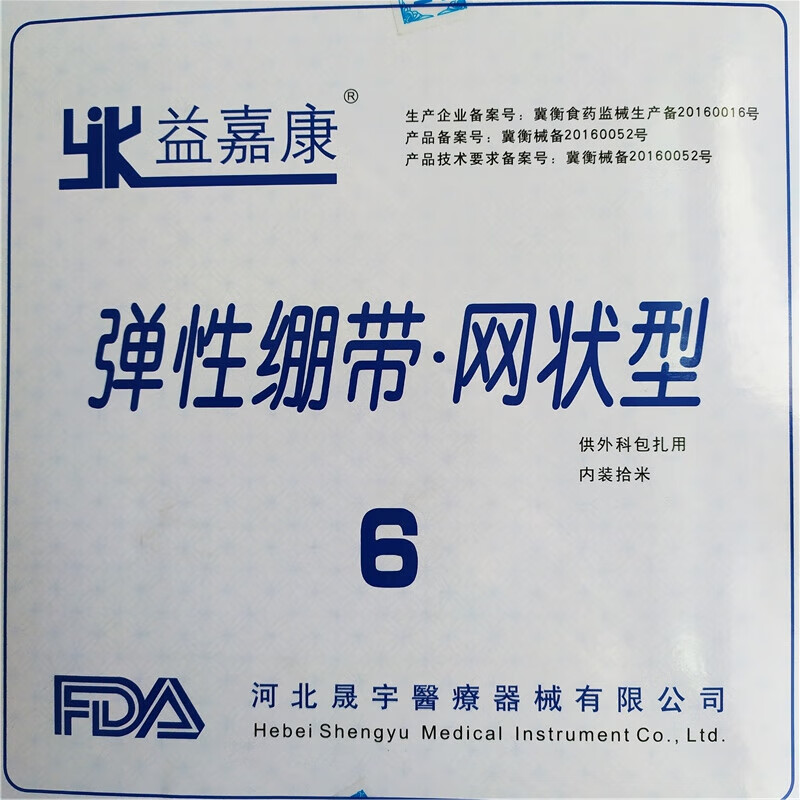 YJK益嘉康®
生产企业备案号：冀衡食药监械生产备20160016号
产品备案号：冀衡械备20160052号
产品技术要求备案号：冀衡械备20160052号
弹性绷带·网状型
供外科包扎用
内装拾米
6
FDA
河北晟宇醫療器械有限公司
Hebei Shengyu Medical Instrument Co., Ltd.